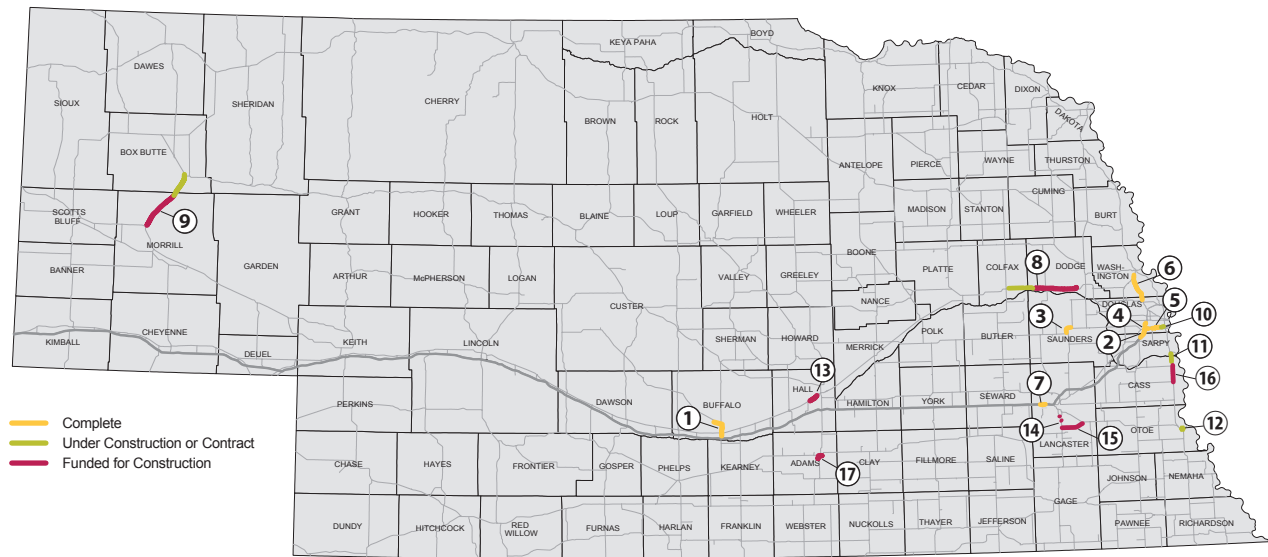 KEYA PAHA
BOYD
DAWES
SIOUX
SHERIDAN
CHERRY
KNOX
CEDAR
DIXON
DAKOTA
BROWN
ROCK
HOLT
BOX BUTTE
ANTELOPE
PIERCE
WAYNE
THURSTON
SCOTTS
BLUFF
9
MORRILL
GRANT
HOOKER
THOMAS
BLAINE
LOUP
GARFIELD
WHEELER
MADISON
STANTON
CUMING
BURT
BANNER
GARDEN
ARTHUR
McPHERSON
LOGAN
CUSTER
VALLEY
GREELEY
BOONE
PLATTE
COLFAX
8
DODGE
WASH-
INGTON
6
NANCE
DOUGLAS
5
4
10
KIMBALL
CHEYENNE
DEUEL
KEITH
LINCOLN
SHERMAN
HOWARD
MERRICK
POLK
BUTLER
3
SAUNDERS
2
SARPY
11
PERKINS
DAWSON
BUFFALO
1
HALL
13
HAMILTON
YORK
SEWARD
7
CASS
16
Complete
Under Construction or Contract
Funded for Construction
14
15
LANCASTER
OTOE
12
CHASE
HAYES
FRONTIER
GOSPER
PHELPS
KEARNEY
ADAMS
17
CLAY
FILLMORE
SALINE
GAGE
JOHNSON
NEMAHA
DUNDY
HITCHCOCK
RED
WILLOW
FURNAS
HARLAN
FRANKLIN
WEBSTER
NUCKOLLS
THAYER
JEFFERSON
PAWNEE
RICHARDSON